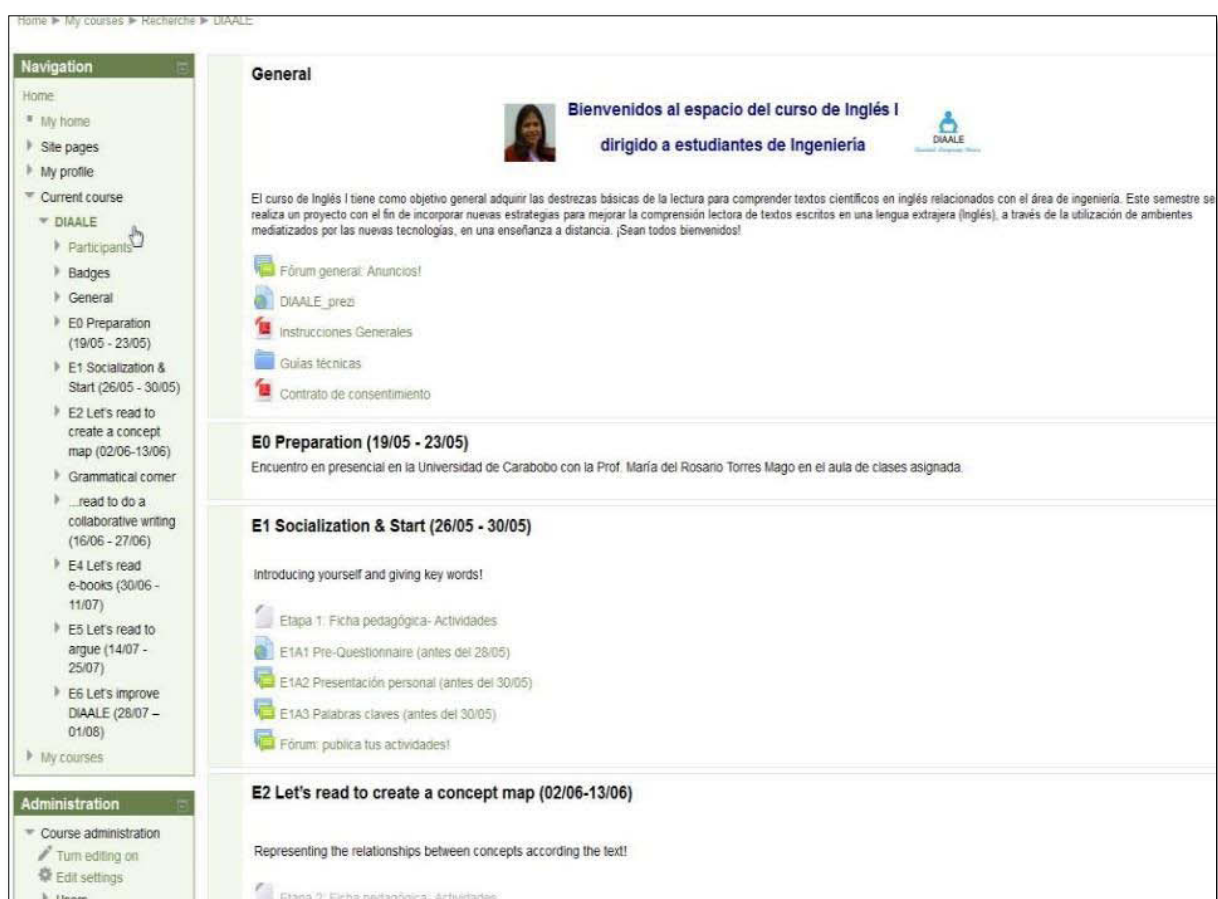 Home ► My courses ► Recherche ► DIAALE
Navigation
Home
My home
Site pages
My profile
Current course
DIAALE
Participants
Badges
General
E0 Preparation
(19/05 - 23/05)
E1 Socialization &
Start (26/05 - 30/05)
E2 Let's read to
create a concept
map (02/06-13/06)
Grammatical corner
...read to do a
collaborative writing
(16/06 - 27/06)
E4 Let's read
e-books (30/06 -
11/07)
E5 Let's read to
argue (14/07 -
25/07)
E6 Let's improve
DIAALE (28/07 –
01/08)
My courses
Administration
Course administration
Turn editing on
Edit settings
Users
General
Bienvenidos al espacio del curso de Inglés I
dirigido a estudiantes de Ingeniería
DIAALE
El curso de Inglés I tiene como objetivo general adquirir las destrezas básicas de la lectura para comprender textos científicos en inglés relacionados con el área de ingeniería. Este semestre se
realiza un proyecto con el fin de incorporar nuevas estrategias para mejorar la comprensión lectora de textos escritos en una lengua extrajera (Inglés), a través de la utilización de ambientes
mediatizados por las nuevas tecnologías, en una enseñanza a distancia. ¡Sean todos bienvenidos!
Fórum general: Anuncios!
DIAALE_prezi
Instrucciones Generales
Guías técnicas
Contrato de consentimiento
E0 Preparation (19/05 - 23/05)
Encuentro en presencial en la Universidad de Carabobo con la Prof. María del Rosario Torres Mago en el aula de clases asignada.
E1 Socialization & Start (26/05 - 30/05)
Introducing yourself and giving key words!
Etapa 1: Ficha pedagógica- Actividades
E1A1 Pre-Questionnaire (antes del 28/05)
E1A2 Presentación personal (antes del 30/05)
E1A3 Palabras claves (antes del 30/05)
Fórum: publica tus actividades!
E2 Let's read to create a concept map (02/06-13/06)
Representing the relationships between concepts according the text!
Etapa 2: Ficha pedagógica- Actividades